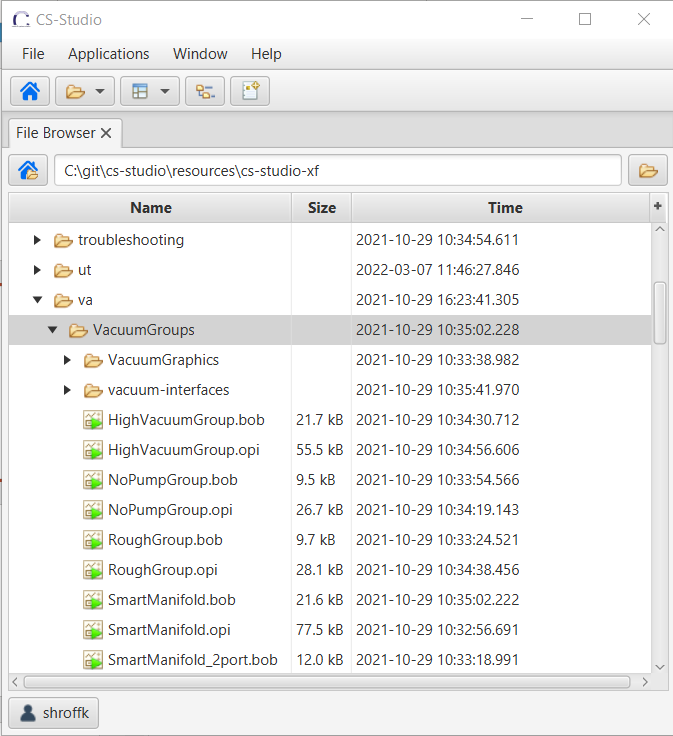 CS-Studio
File Applications Window Help
File Browser
C:\git\cs-studio\resources\cs-studio-xf
Name Size Time +
troubleshooting 2021-10-29 10:34:54.611
ut 2022-03-07 11:46:27.846
va 2021-10-29 16:23:41.305
VacuumGroups 2021-10-29 10:35:02.228
VacuumGraphics 2021-10-29 10:33:38.982
vacuum-interfaces 2021-10-29 10:35:41.970
HighVacuumGroup.bob 21.7 kB 2021-10-29 10:34:30.712
HighVacuumGroup.opi 55.5 kB 2021-10-29 10:34:56.606
NoPumpGroup.bob 9.5 kB 2021-10-29 10:33:54.566
NoPumpGroup.opi 26.7 kB 2021-10-29 10:34:19.143
RoughGroup.bob 9.7 kB 2021-10-29 10:33:24.521
RoughGroup.opi 28.1 kB 2021-10-29 10:34:38.456
SmartManifold.bob 21.6 kB 2021-10-29 10:35:02.222
SmartManifold.opi 77.5 kB 2021-10-29 10:32:56.691
SmartManifold_2port.bob 12.0 kB 2021-10-29 10:33:18.991
shroffk